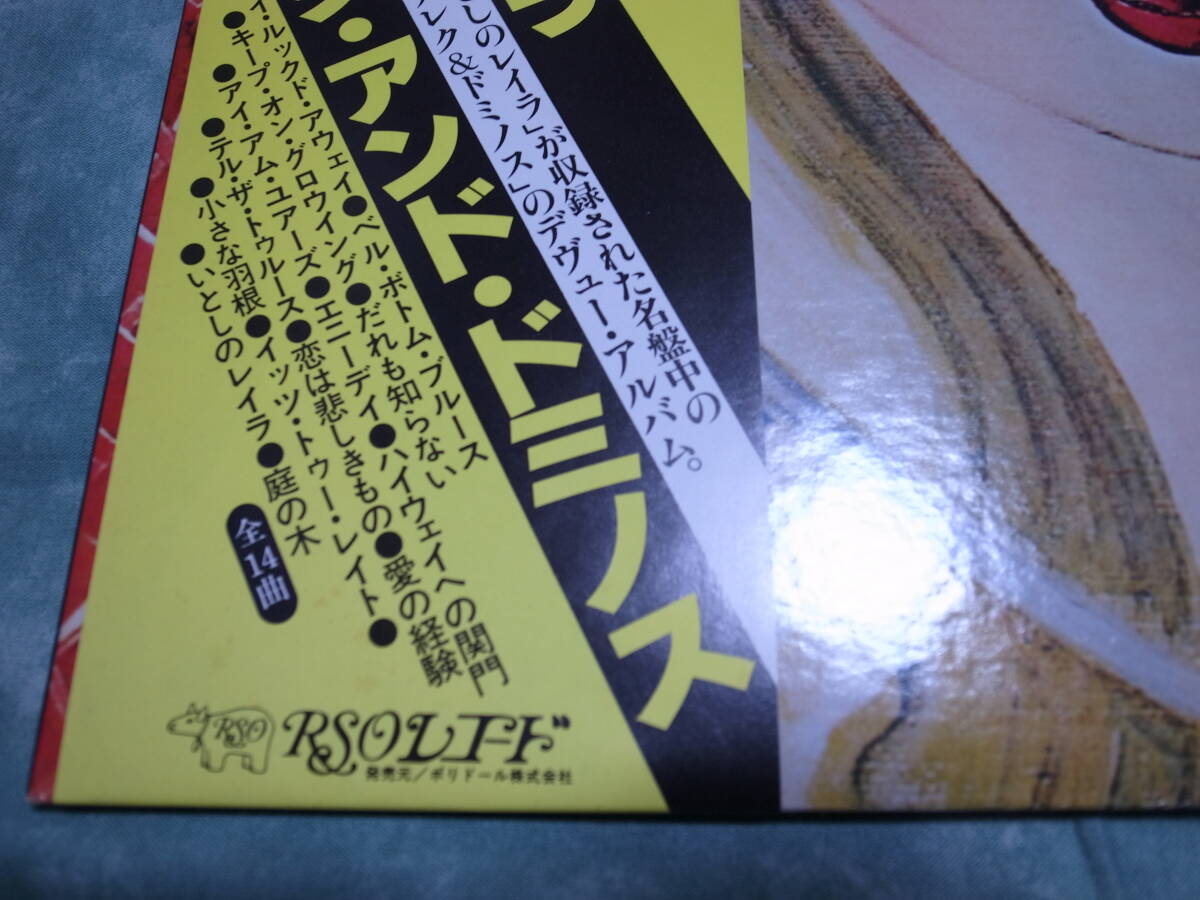 ラ・アンド・ドミノス
しのレイラ」が収録された名盤中の
レク&ドミノス」のデヴュー・アルバム。
イ・ルックド・アウェイ●ベル・ボトム・ブルース
●キープ・オン・グロウイング●だれも知らない
●アイ・アム・ユアーズ●エニーデイ●ハイウェイへの関門
●テル・ザ・トゥルース●恋は悲しきもの●愛の経験
●小さな羽根●イッツ・トゥー・レイト●
●いとしのレイラ●庭の木
全14曲
RSO
RSOレコード
発売元/ポリドール株式会社